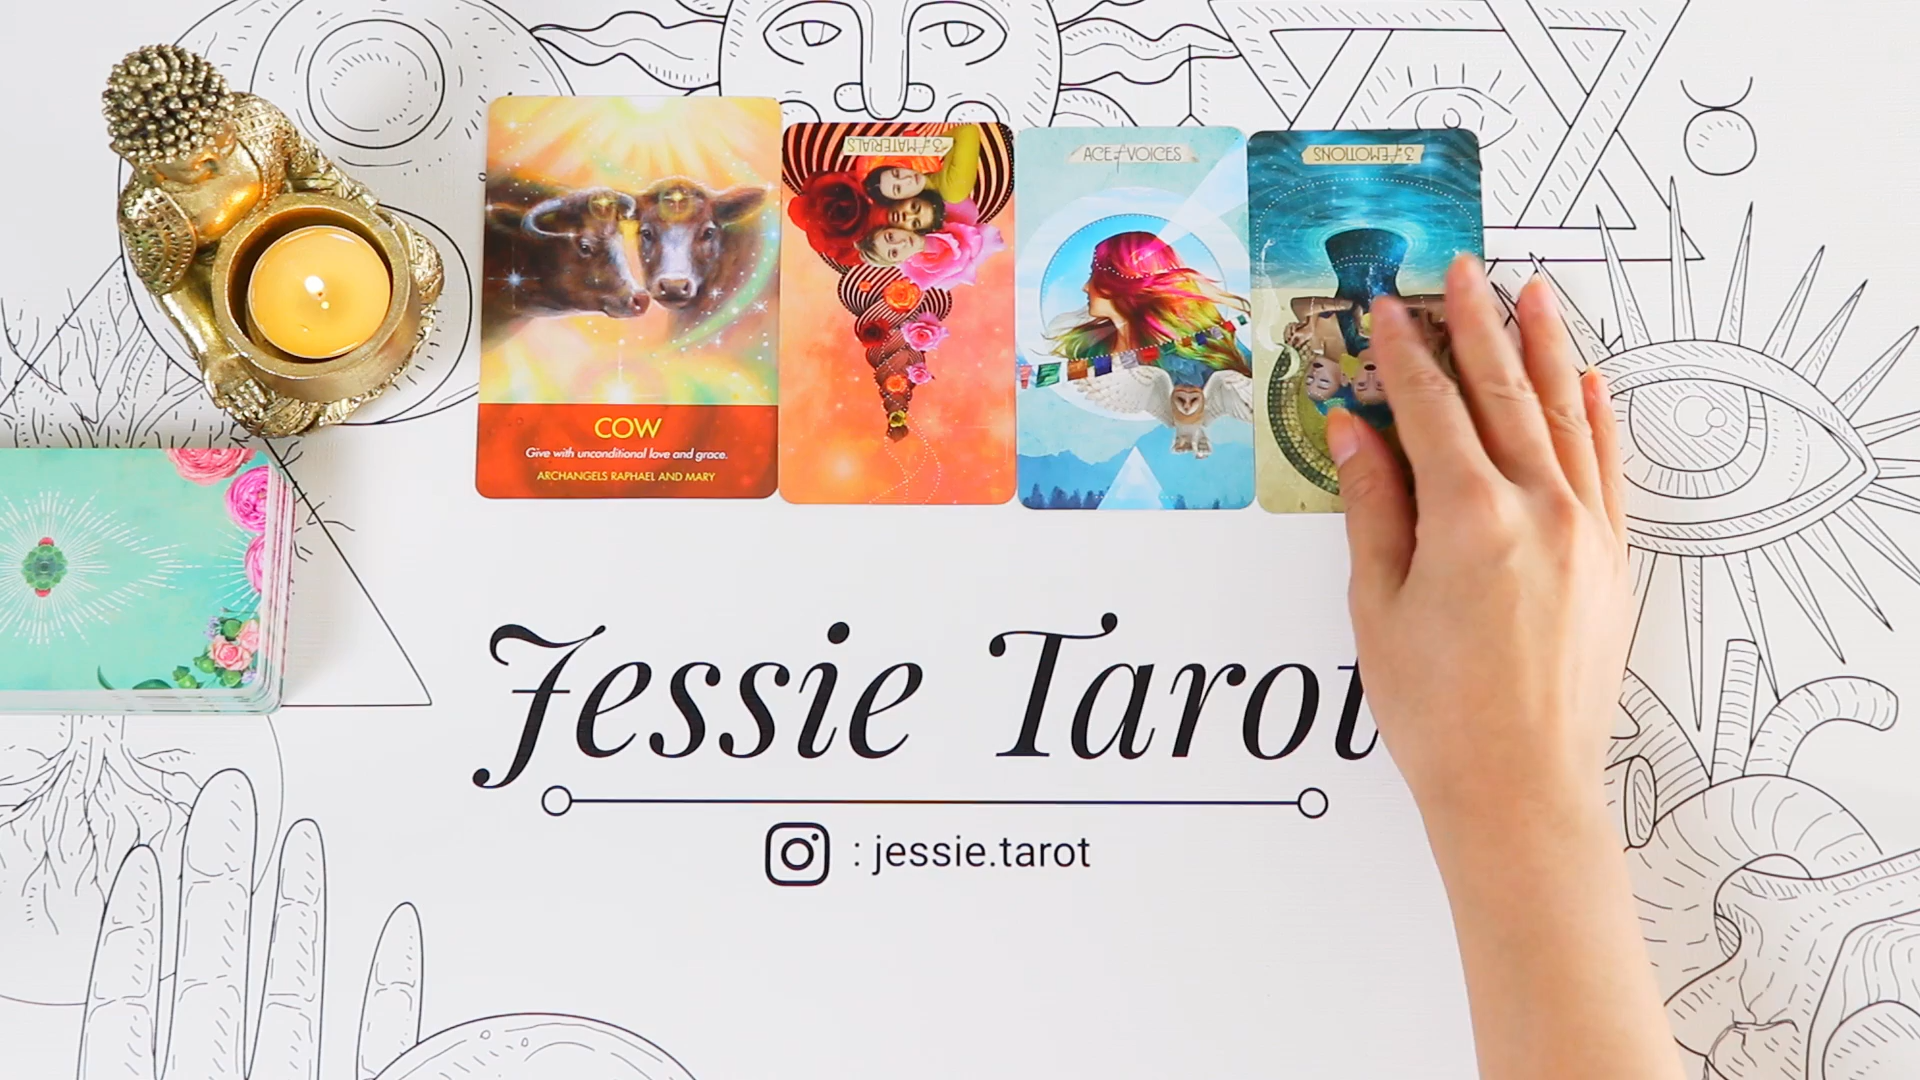 3 of MATERIALS
ACE of VOICES
3 of EMOTIONS
COW
Give with unconditional love and grace.
ARCHANGELS RAPHAEL AND MARY
Jessie Tarot
: jessie.tarot